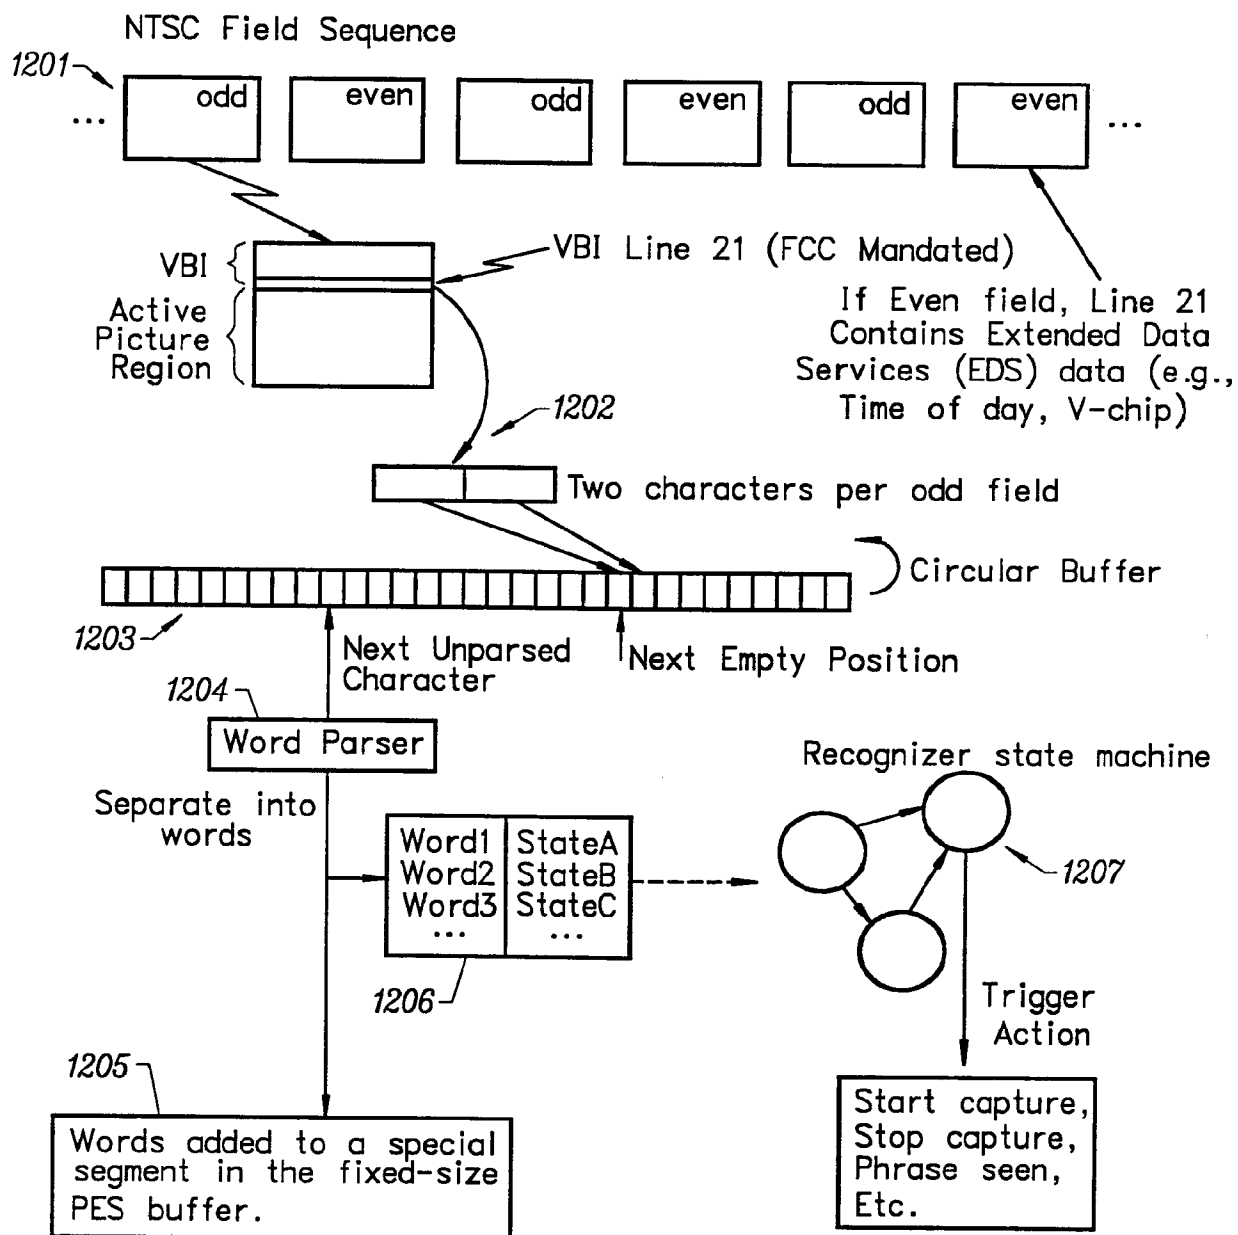 NTSC Field Sequence
1201
... odd even odd even odd even ...
VBI
VBI Line 21 (FCC Mandated)
Active
Picture
Region
If Even field, Line 21
Contains Extended Data
Services (EDS) data (e.g.,
Time of day, V-chip)
1202
Two characters per odd field
Circular Buffer
1203
Next Unparsed
Character
Next Empty Position
1204
Word Parser
Separate into
words
Word1 StateA
Word2 StateB
Word3 StateC
... ...
1206
Recognizer state machine
1207
Trigger
Action
1205
Words added to a special
segment in the fixed-size
PES buffer.
Start capture,
Stop capture,
Phrase seen,
Etc.